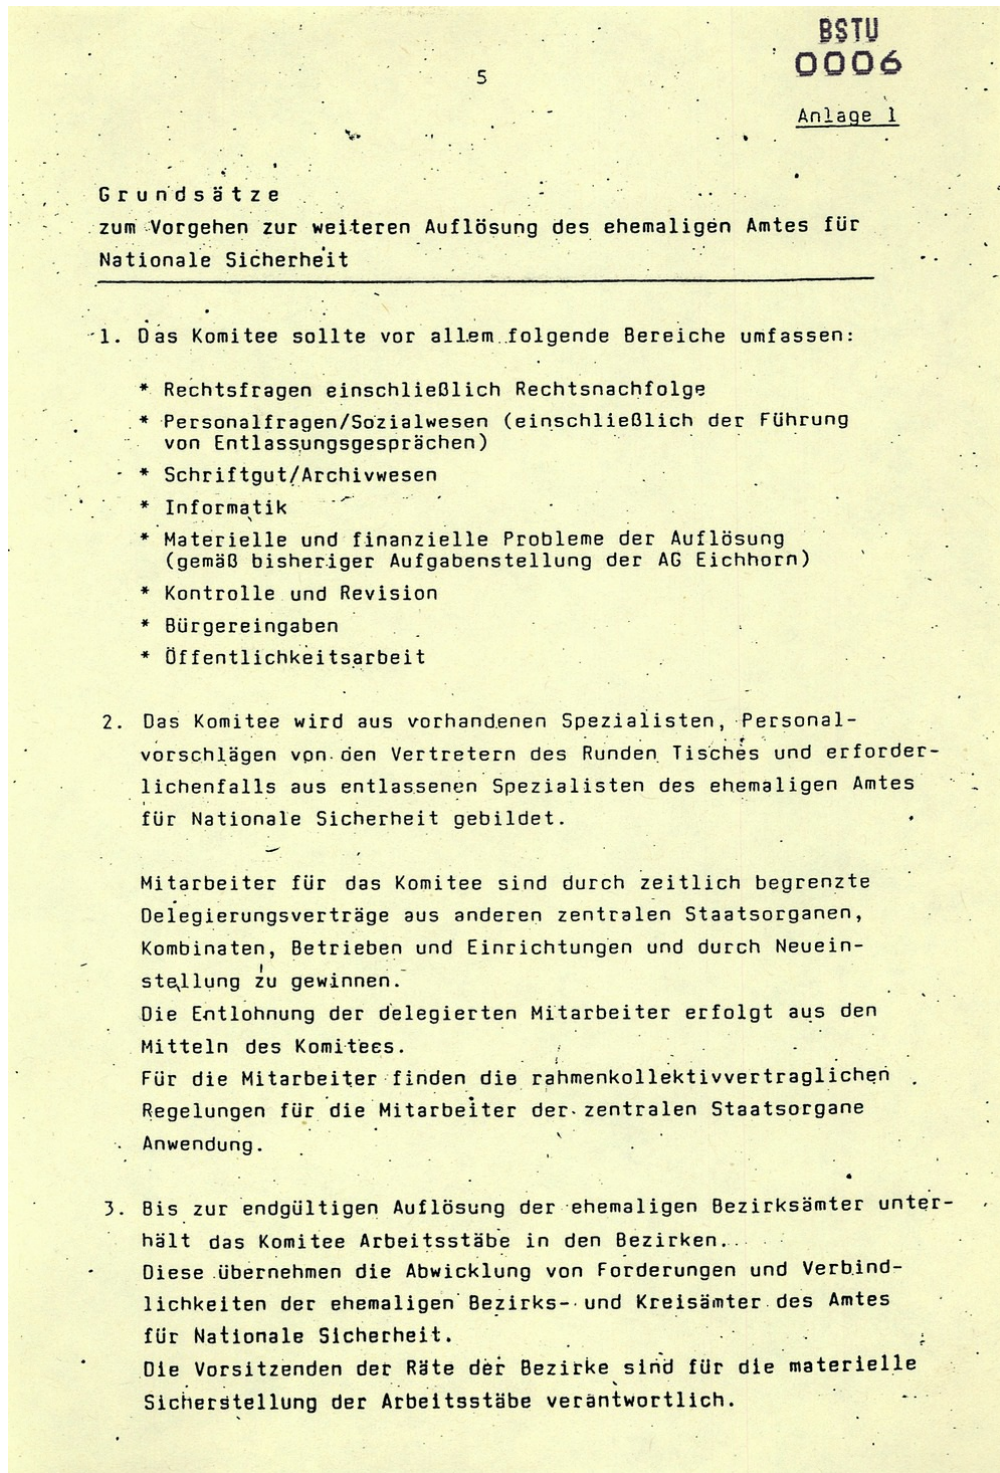 BSTU
0006
5
Anlage 1
Grundsätze
zum Vorgehen zur weiteren Auflösung des ehemaligen Amtes für
Nationale Sicherheit
1. Das Komitee sollte vor allem folgende Bereiche umfassen:
* Rechtsfragen einschließlich Rechtsnachfolge
* Personalfragen/Sozialwesen (einschließlich der Führung
von Entlassungsgesprächen)
* Schriftgut/Archivwesen
* Informatik
* Materielle und finanzielle Probleme der Auflösung
(gemäß bisheriger Aufgabenstellung der AG Eichhorn)
* Kontrolle und Revision
* Bürgereingaben
* Öffentlichkeitsarbeit
2. Das Komitee wird aus vorhandenen Spezialisten, Personal-
vorschlägen von den Vertretern des Runden Tisches und erforder-
lichenfalls aus entlassenen Spezialisten des ehemaligen Amtes
für Nationale Sicherheit gebildet.
Mitarbeiter für das Komitee sind durch zeitlich begrenzte
Delegierungsverträge aus anderen zentralen Staatsorganen,
Kombinaten, Betrieben und Einrichtungen und durch Neuein-
stellung zu gewinnen.
Die Entlohnung der delegierten Mitarbeiter erfolgt aus den
Mitteln des Komitees.
Für die Mitarbeiter finden die rahmenkollektivvertraglichen
Regelungen für die Mitarbeiter der zentralen Staatsorgane
Anwendung.
3. Bis zur endgültigen Auflösung der ehemaligen Bezirksämter unter-
hält das Komitee Arbeitsstäbe in den Bezirken.
Diese übernehmen die Abwicklung von Forderungen und Verbind-
lichkeiten der ehemaligen Bezirks- und Kreisämter des Amtes
für Nationale Sicherheit.
Die Vorsitzenden der Räte der Bezirke sind für die materielle
Sicherstellung der Arbeitsstäbe verantwortlich.